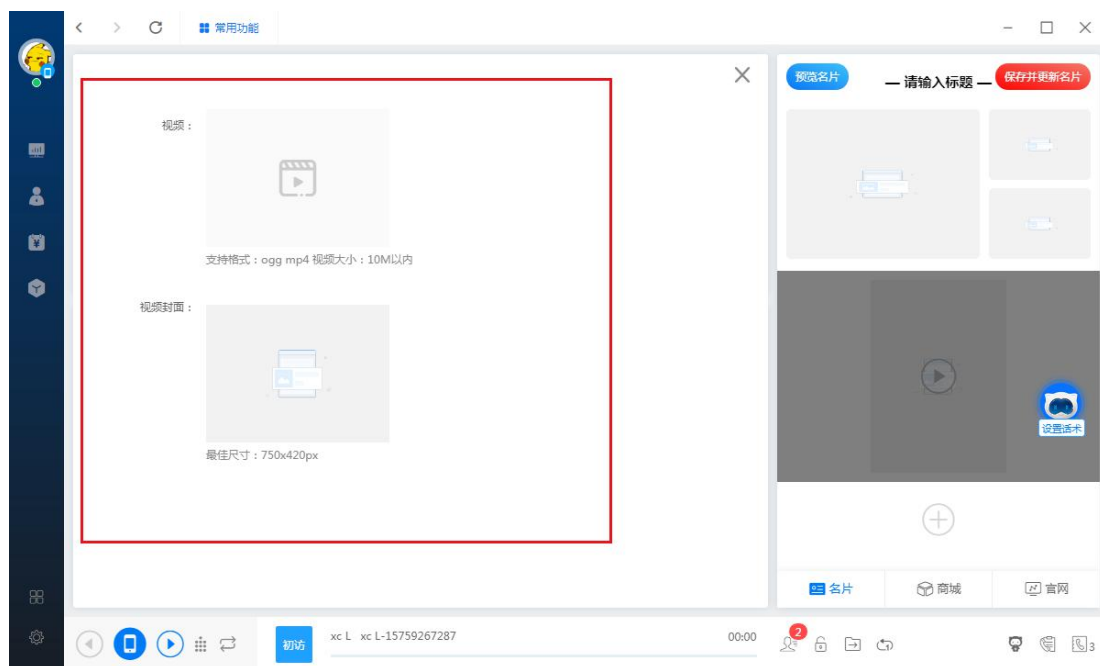 常用功能
预览名片
— 请输入标题 —
保存并更新名片
视频：
支持格式：ogg mp4 视频大小：10M以内
视频封面：
最佳尺寸：750x420px
设置话术
名片
商城
官网
初访
xc L xc L-15759267287
00:00
2
3